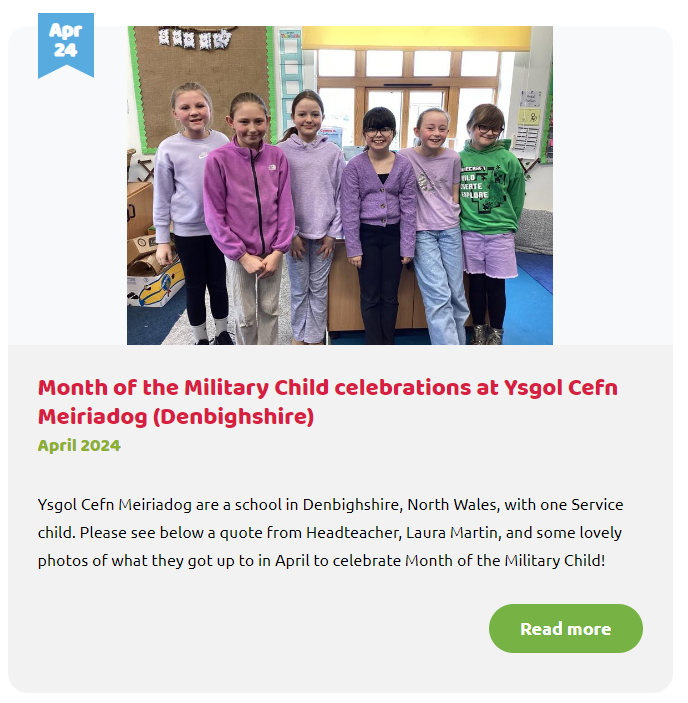 Apr
24
Month of the Military Child celebrations at Ysgol Cefn
Meiriadog (Denbighshire)
April 2024
Ysgol Cefn Meiriadog are a school in Denbighshire, North Wales, with one Service
child. Please see below a quote from Headteacher, Laura Martin, and some lovely
photos of what they got up to in April to celebrate Month of the Military Child!
Read more